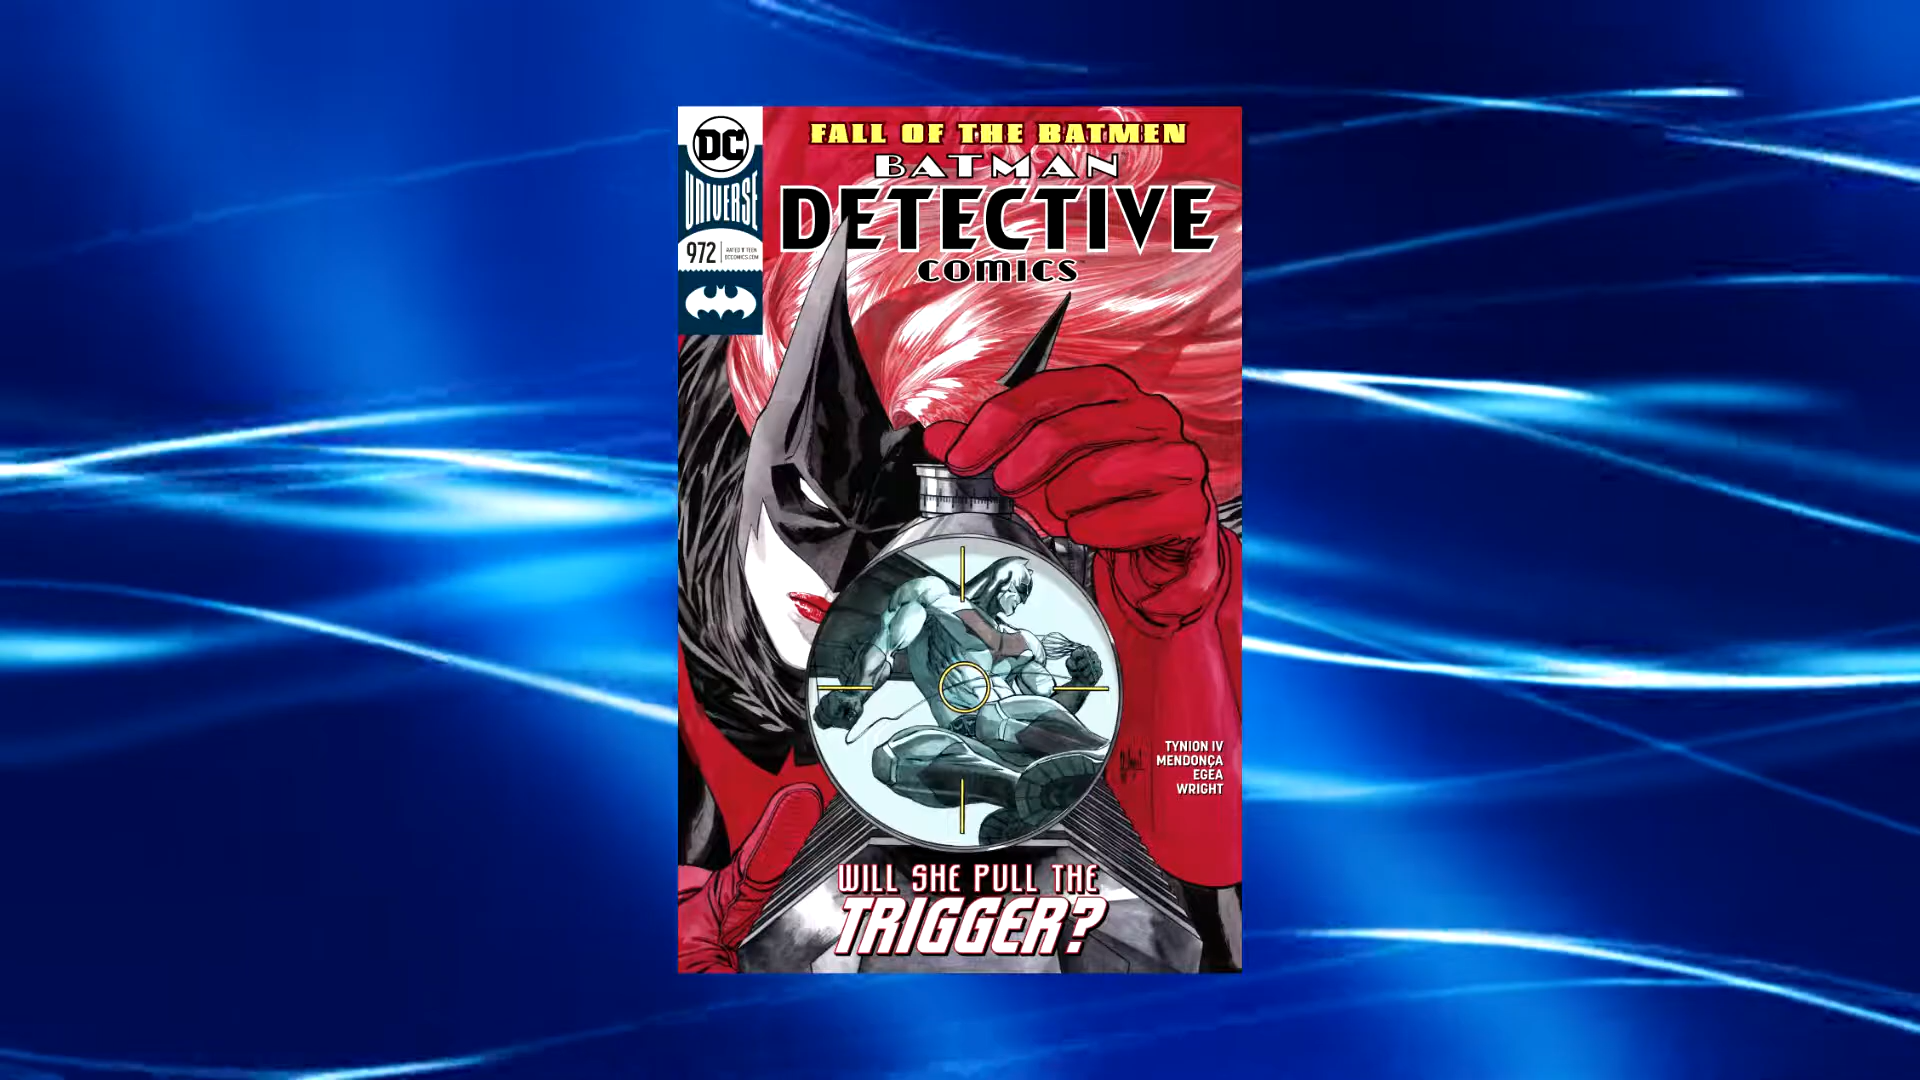 DC
UNIVERSE
972
RATED T TEEN
DCCOMICS.COM
FALL OF THE BATMEN
BATMAN
DETECTIVE
COMICS
TYNION IV
MENDONÇA
EGEA
WRIGHT
WILL SHE PULL THE
TRIGGER?